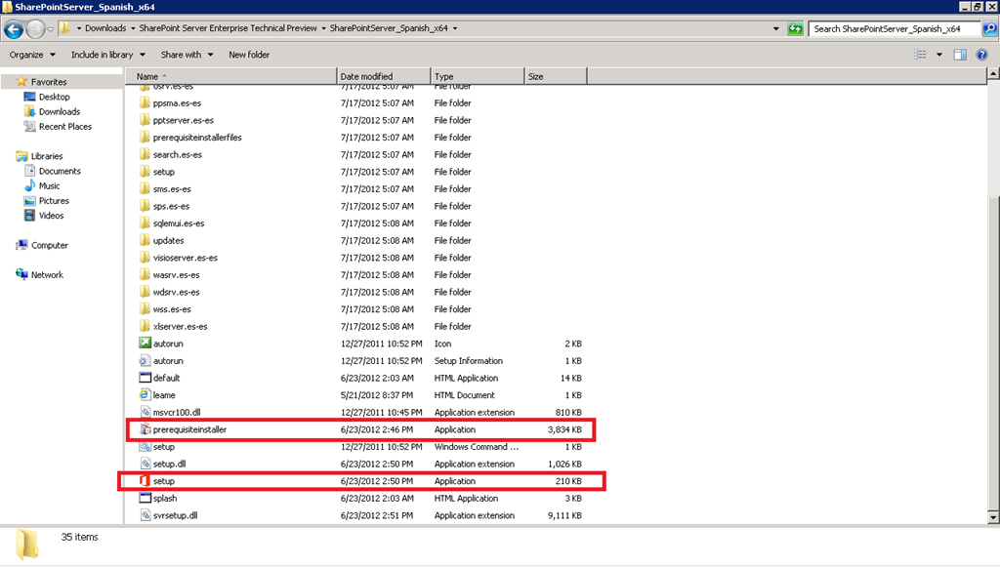 SharePointServer_Spanish_x64
Downloads SharePoint Server Enterprise Technical Preview SharePointServer_Spanish_x64 Search SharePointServer_Spanish_x64
Organize Include in library Share with New folder
Name Date modified Type Size
Favorites
Desktop
Downloads
Recent Places
Libraries
Documents
Music
Pictures
Videos
Computer
Network
osrv.es-es 7/17/2012 5:07 AM File folder
ppsma.es-es 7/17/2012 5:07 AM File folder
pptserver.es-es 7/17/2012 5:07 AM File folder
prerequisiteinstallerfiles 7/17/2012 5:07 AM File folder
search.es-es 7/17/2012 5:07 AM File folder
setup 7/17/2012 5:07 AM File folder
sms.es-es 7/17/2012 5:07 AM File folder
sps.es-es 7/17/2012 5:07 AM File folder
sqlemui.es-es 7/17/2012 5:08 AM File folder
updates 7/17/2012 5:08 AM File folder
visioserver.es-es 7/17/2012 5:08 AM File folder
wasrv.es-es 7/17/2012 5:08 AM File folder
wdsrv.es-es 7/17/2012 5:08 AM File folder
wss.es-es 7/17/2012 5:08 AM File folder
xlserver.es-es 7/17/2012 5:08 AM File folder
autorun 12/27/2011 10:52 PM Icon 2 KB
autorun 12/27/2011 10:52 PM Setup Information 1 KB
default 6/23/2012 2:03 AM HTML Application 14 KB
leame 5/21/2012 8:37 PM HTML Document 1 KB
msvcr100.dll 12/27/2011 10:45 PM Application extension 810 KB
prerequisiteinstaller 6/23/2012 2:46 PM Application 3,834 KB
setup 12/27/2011 10:52 PM Windows Command ... 1 KB
setup.dll 6/23/2012 2:50 PM Application extension 1,026 KB
setup 6/23/2012 2:50 PM Application 210 KB
splash 6/23/2012 2:03 AM HTML Application 3 KB
svrsetup.dll 6/23/2012 2:51 PM Application extension 9,111 KB
35 items